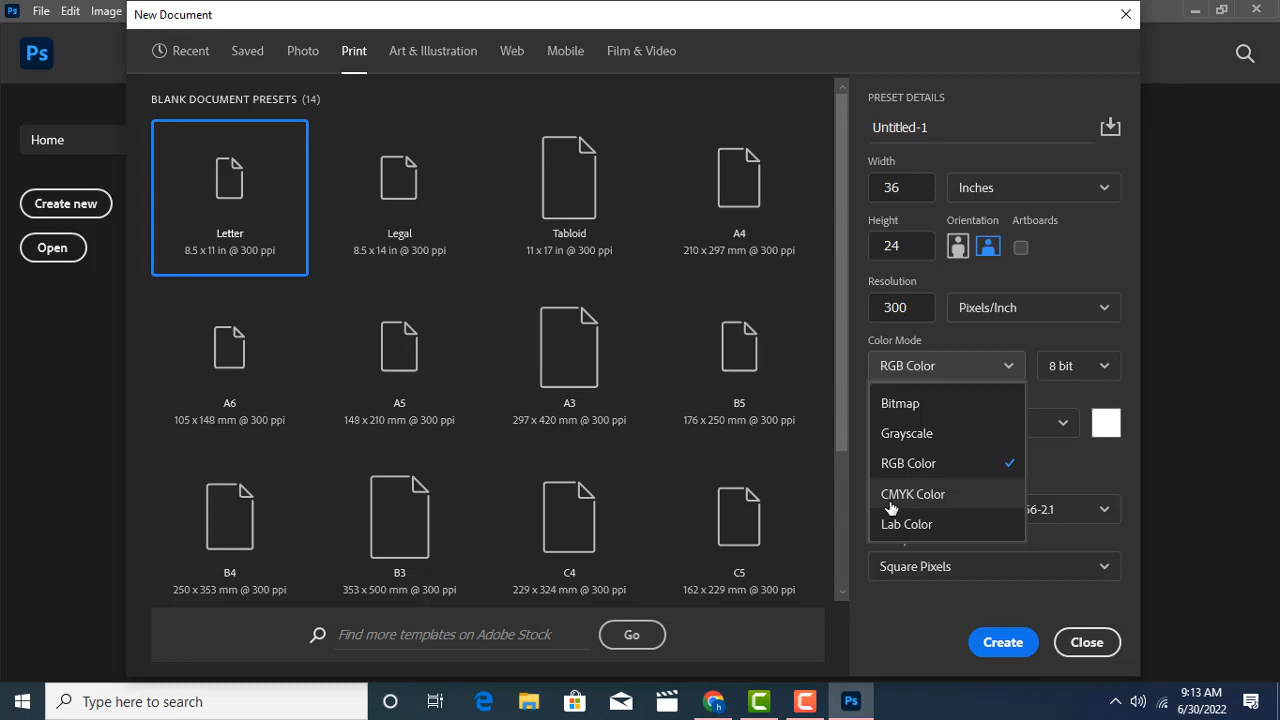 New Document
Ps File Edit Image
Ps
Home
Create new
Open
Recent Saved Photo Print Art & Illustration Web Mobile Film & Video
BLANK DOCUMENT PRESETS (14)
Letter
8.5 x 11 in @ 300 ppi
Legal
8.5 x 14 in @ 300 ppi
Tabloid
11 x 17 in @ 300 ppi
A4
210 x 297 mm @ 300 ppi
A6
105 x 148 mm @ 300 ppi
A5
148 x 210 mm @ 300 ppi
A3
297 x 420 mm @ 300 ppi
B5
176 x 250 mm @ 300 ppi
B4
250 x 353 mm @ 300 ppi
B3
353 x 500 mm @ 300 ppi
C4
229 x 324 mm @ 300 ppi
C5
162 x 229 mm @ 300 ppi
Find more templates on Adobe Stock
Go
PRESET DETAILS
Untitled-1
Width
36 Inches
Height Orientation Artboards
24
Resolution
300 Pixels/Inch
Color Mode
RGB Color 8 bit
Bitmap
Grayscale
RGB Color
CMYK Color
Lab Color
66-2.1
Square Pixels
Create Close
Type here to search
h
Ps
9:13 AM
6/30/2022